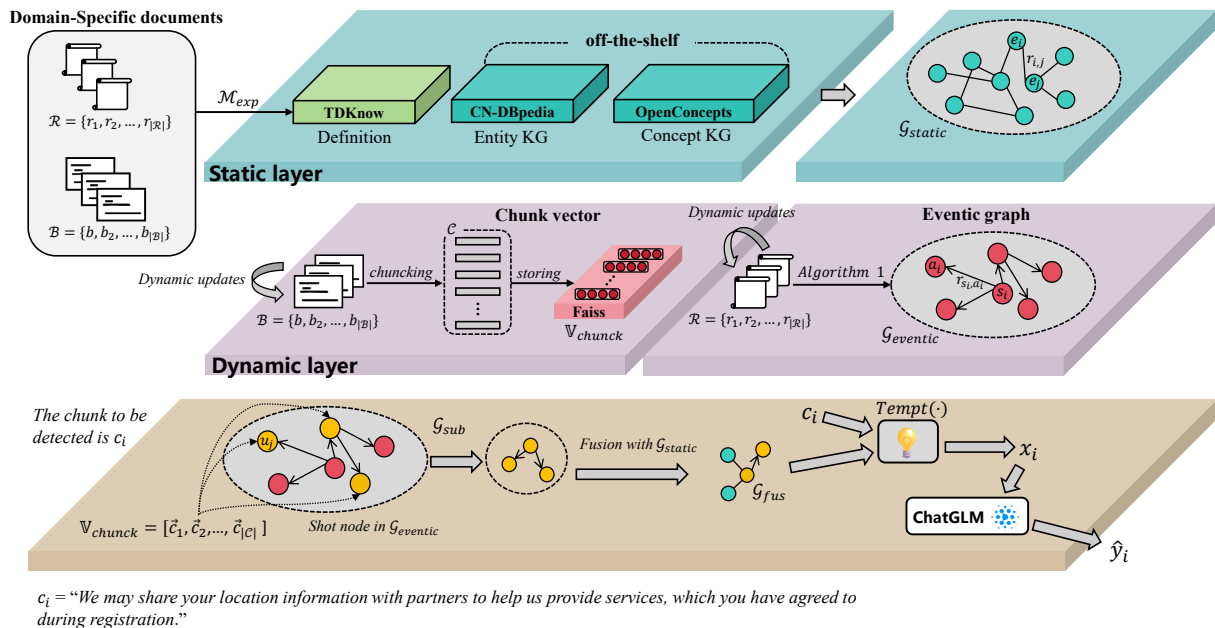 Domain-Specific documents
ℛ = {r₁, r₂, …, r|ℛ|}
ℬ = {b, b₂, …, b|ℬ|}
ℳexp
off-the-shelf
TDKnow
CN-DBpedia
OpenConcepts
Definition
Entity KG
Concept KG
Static layer
eᵢ
rᵢ,ⱼ
eⱼ
𝒢static
Chunk vector
Dynamic updates
ℬ = {b, b₂, …, b|ℬ|}
chuncking
𝒞
storing
Faiss
𝕍chunck
Dynamic updates
Eventic graph
ℛ = {r₁, r₂, …, r|ℛ|}
Algorithm 1
aᵢ
rsᵢ,aᵢ
sᵢ
𝒢eventic
Dynamic layer
The chunk to be
detected is cᵢ
uⱼ
𝒢sub
Fusion with 𝒢static
𝒢fus
cᵢ
Tempt(·)
xᵢ
ChatGLM
ŷᵢ
𝕍chunck = [c⃗₁, c⃗₂,…, c⃗|𝒞| ]
Shot node in 𝒢eventic
cᵢ = “We may share your location information with partners to help us provide services, which you have agreed to
during registration.”